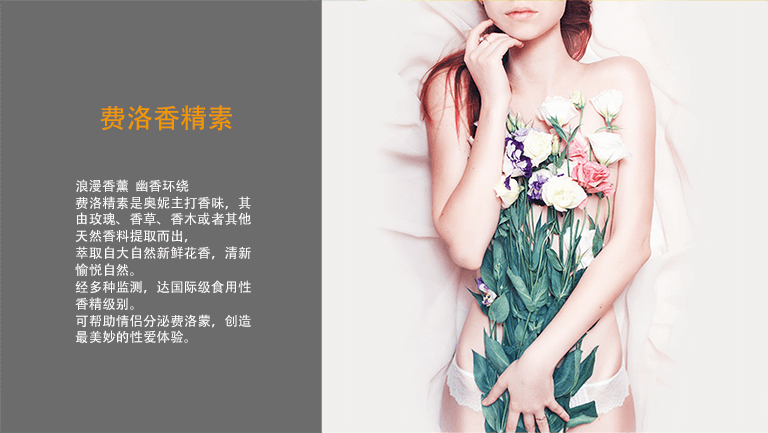 费洛香精素
浪漫香薰 幽香环绕
费洛精素是奥妮主打香味，其
由玫瑰、香草、香木或者其他
天然香料提取而出，
萃取自大自然新鲜花香，清新
愉悦自然。
经多种监测，达国际级食用性
香精级别。
可帮助情侣分泌费洛蒙，创造
最美妙的性爱体验。